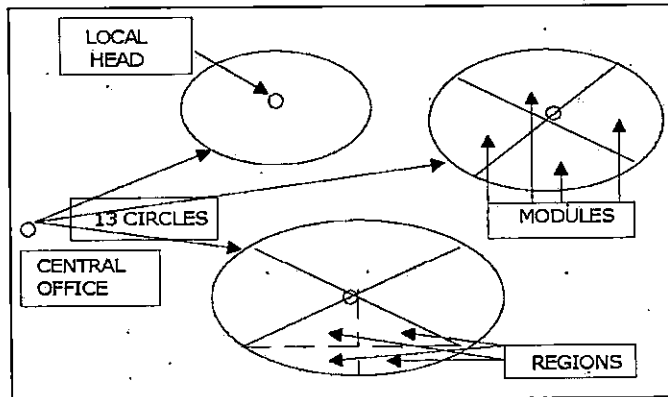 LOCAL
HEAD
13 CIRCLES
CENTRAL
OFFICE
MODULES
REGIONS